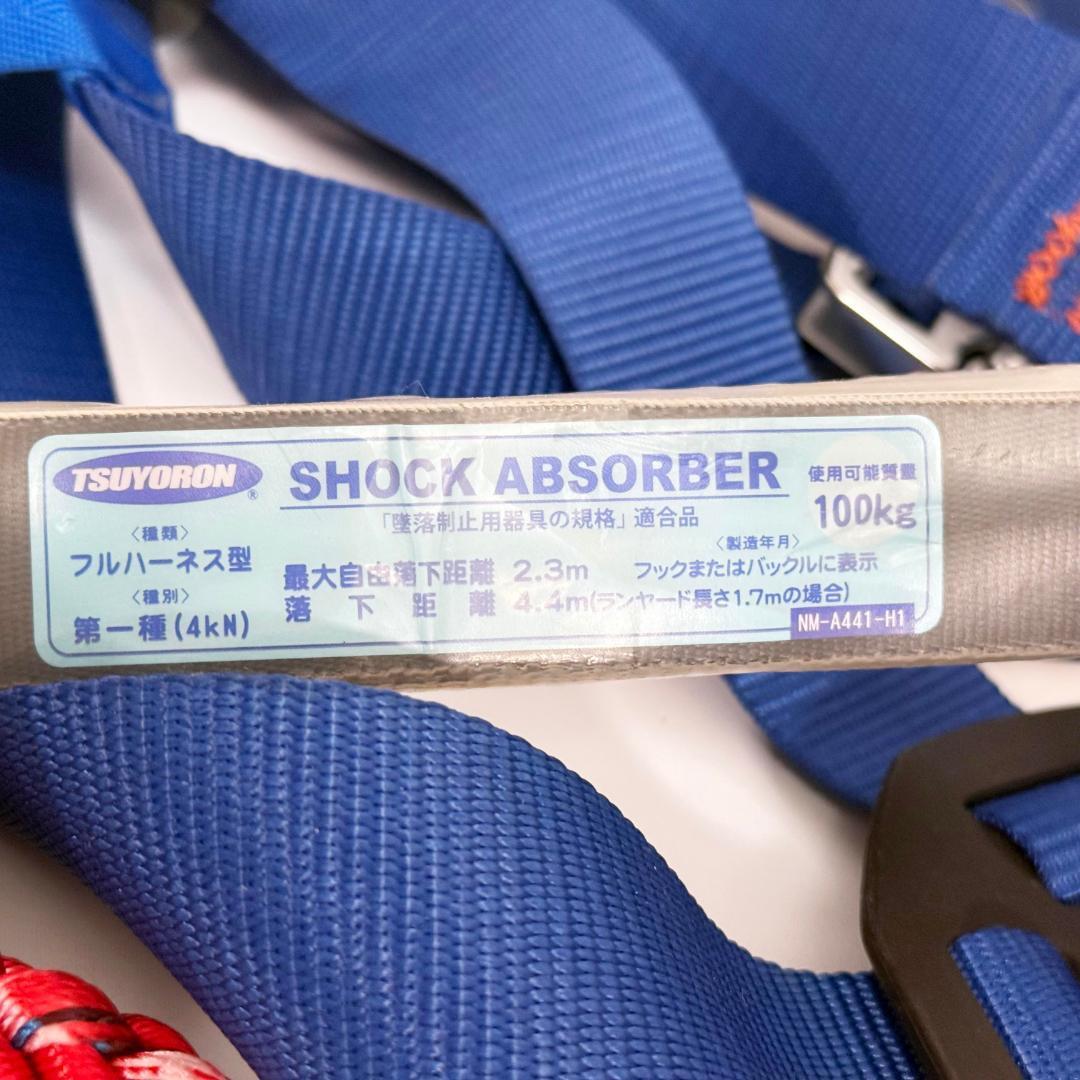 TSUYORON®
SHOCK ABSORBER
使用可能質量
100kg
「墜落制止用器具の規格」適合品
〈種類〉
フルハーネス型
〈種別〉
第一種(4kN)
最大自由落下距離 2.3m
落下距離 4.4m(ランヤード長さ1.7mの場合)
〈製造年月〉
フックまたはバックルに表示
NM-A441-H1